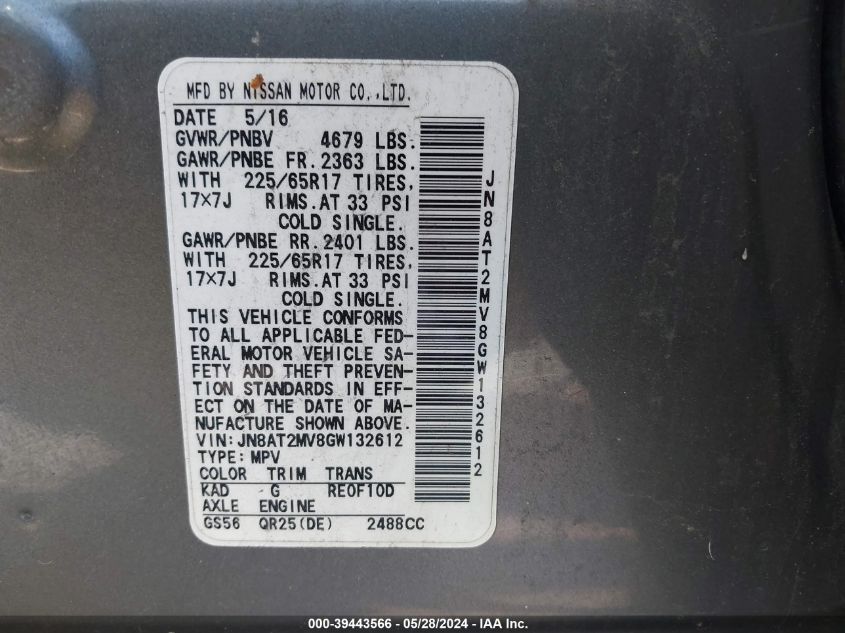 MFD BY NISSAN MOTOR CO.,LTD.
DATE 5/16
GVWR/PNBV 4679 LBS.
GAWR/PNBE FR.2363 LBS.
WITH 225/65R17 TIRES,
17×7J RIMS.AT 33 PSI
COLD SINGLE.
GAWR/PNBE RR.2401 LBS.
WITH 225/65R17 TIRES,
17×7J RIMS.AT 33 PSI
COLD SINGLE.
THIS VEHICLE CONFORMS
TO ALL APPLICABLE FED-
ERAL MOTOR VEHICLE SA-
FETY AND THEFT PREVEN-
TION STANDARDS IN EFF-
ECT ON THE DATE OF MA-
NUFACTURE SHOWN ABOVE.
VIN:JN8AT2MV8GW132612
TYPE:MPV
COLOR TRIM TRANS
KAD G RE0F10D
AXLE ENGINE
GS56 QR25(DE) 2488CC
JN8AT2MV8GW132612
000-39443566 — 05/28/2024 — IAA Inc.